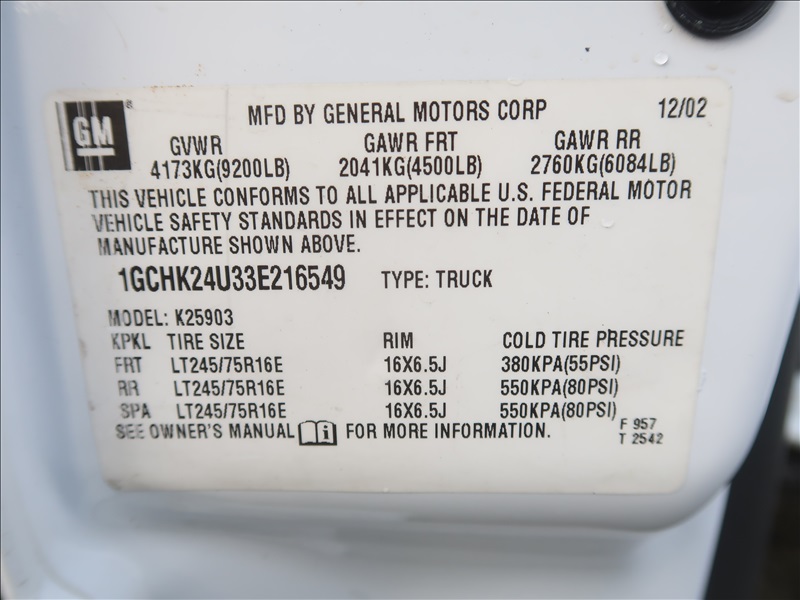 GM ® MFD BY GENERAL MOTORS CORP 12/02
GVWR GAWR FRT GAWR RR
4173KG(9200LB) 2041KG(4500LB) 2760KG(6084LB)
THIS VEHICLE CONFORMS TO ALL APPLICABLE U.S. FEDERAL MOTOR
VEHICLE SAFETY STANDARDS IN EFFECT ON THE DATE OF
MANUFACTURE SHOWN ABOVE.
1GCHK24U33E216549 TYPE: TRUCK
MODEL: K25903
KPKL TIRE SIZE RIM COLD TIRE PRESSURE
FRT LT245/75R16E 16X6.5J 380KPA(55PSI)
RR LT245/75R16E 16X6.5J 550KPA(80PSI)
SPA LT245/75R16E 16X6.5J 550KPA(80PSI)
SEE OWNER'S MANUAL i FOR MORE INFORMATION.
F 957
T 2542